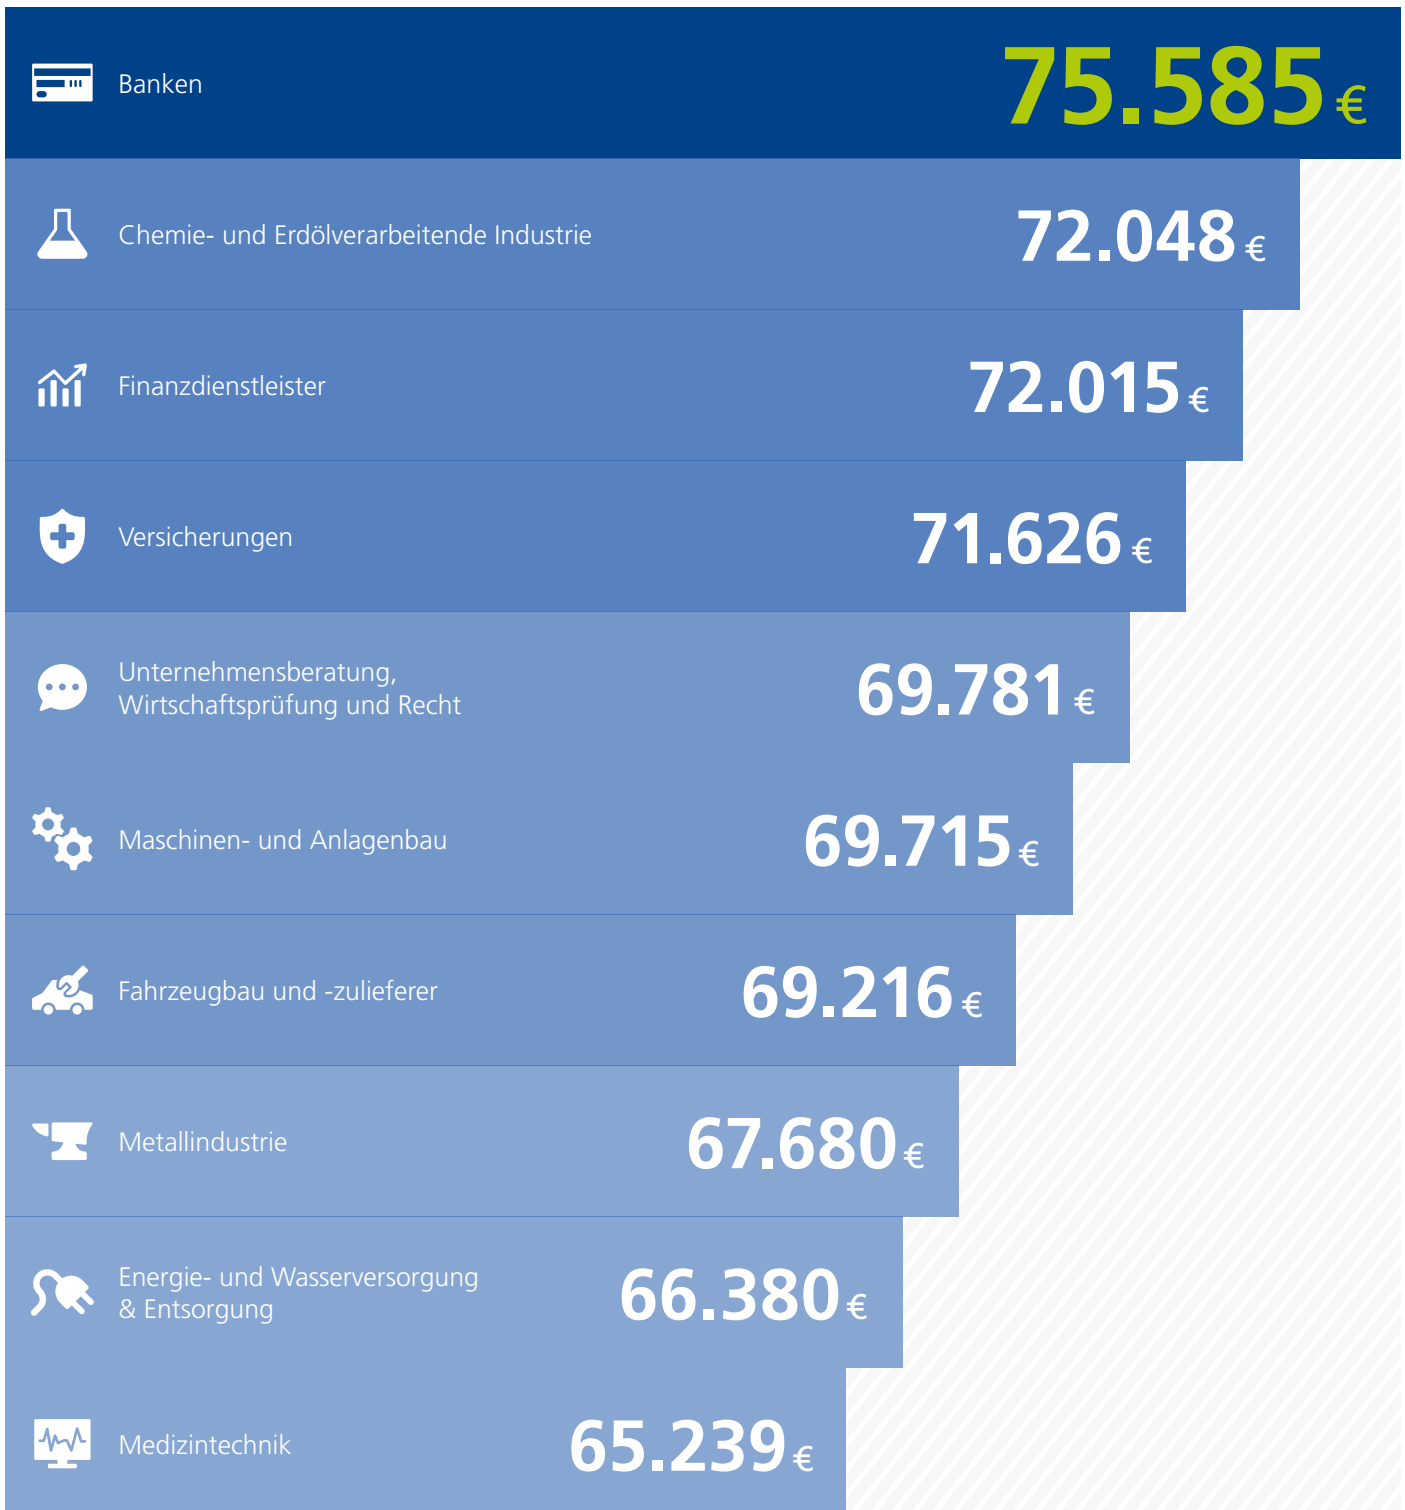 Banken
75.585 €
Chemie- und Erdölverarbeitende Industrie
72.048 €
Finanzdienstleister
72.015 €
Versicherungen
71.626 €
Unternehmensberatung,
Wirtschaftsprüfung und Recht
69.781 €
Maschinen- und Anlagenbau
69.715 €
Fahrzeugbau und -zulieferer
69.216 €
Metallindustrie
67.680 €
Energie- und Wasserversorgung
& Entsorgung
66.380 €
Medizintechnik
65.239 €